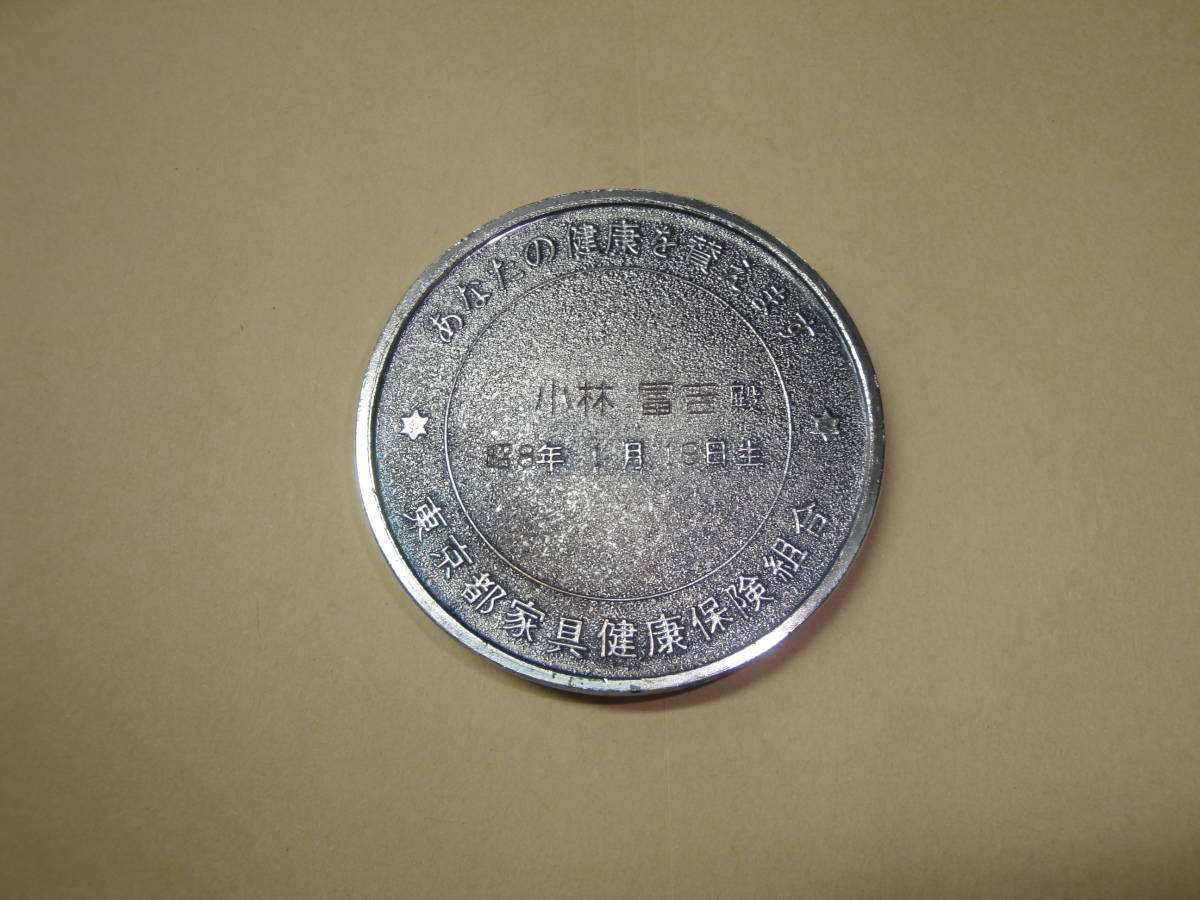 あなたの健康を賛えます
小林 富吉殿
昭8年 1月 19日生
東京都家具健康保険組合